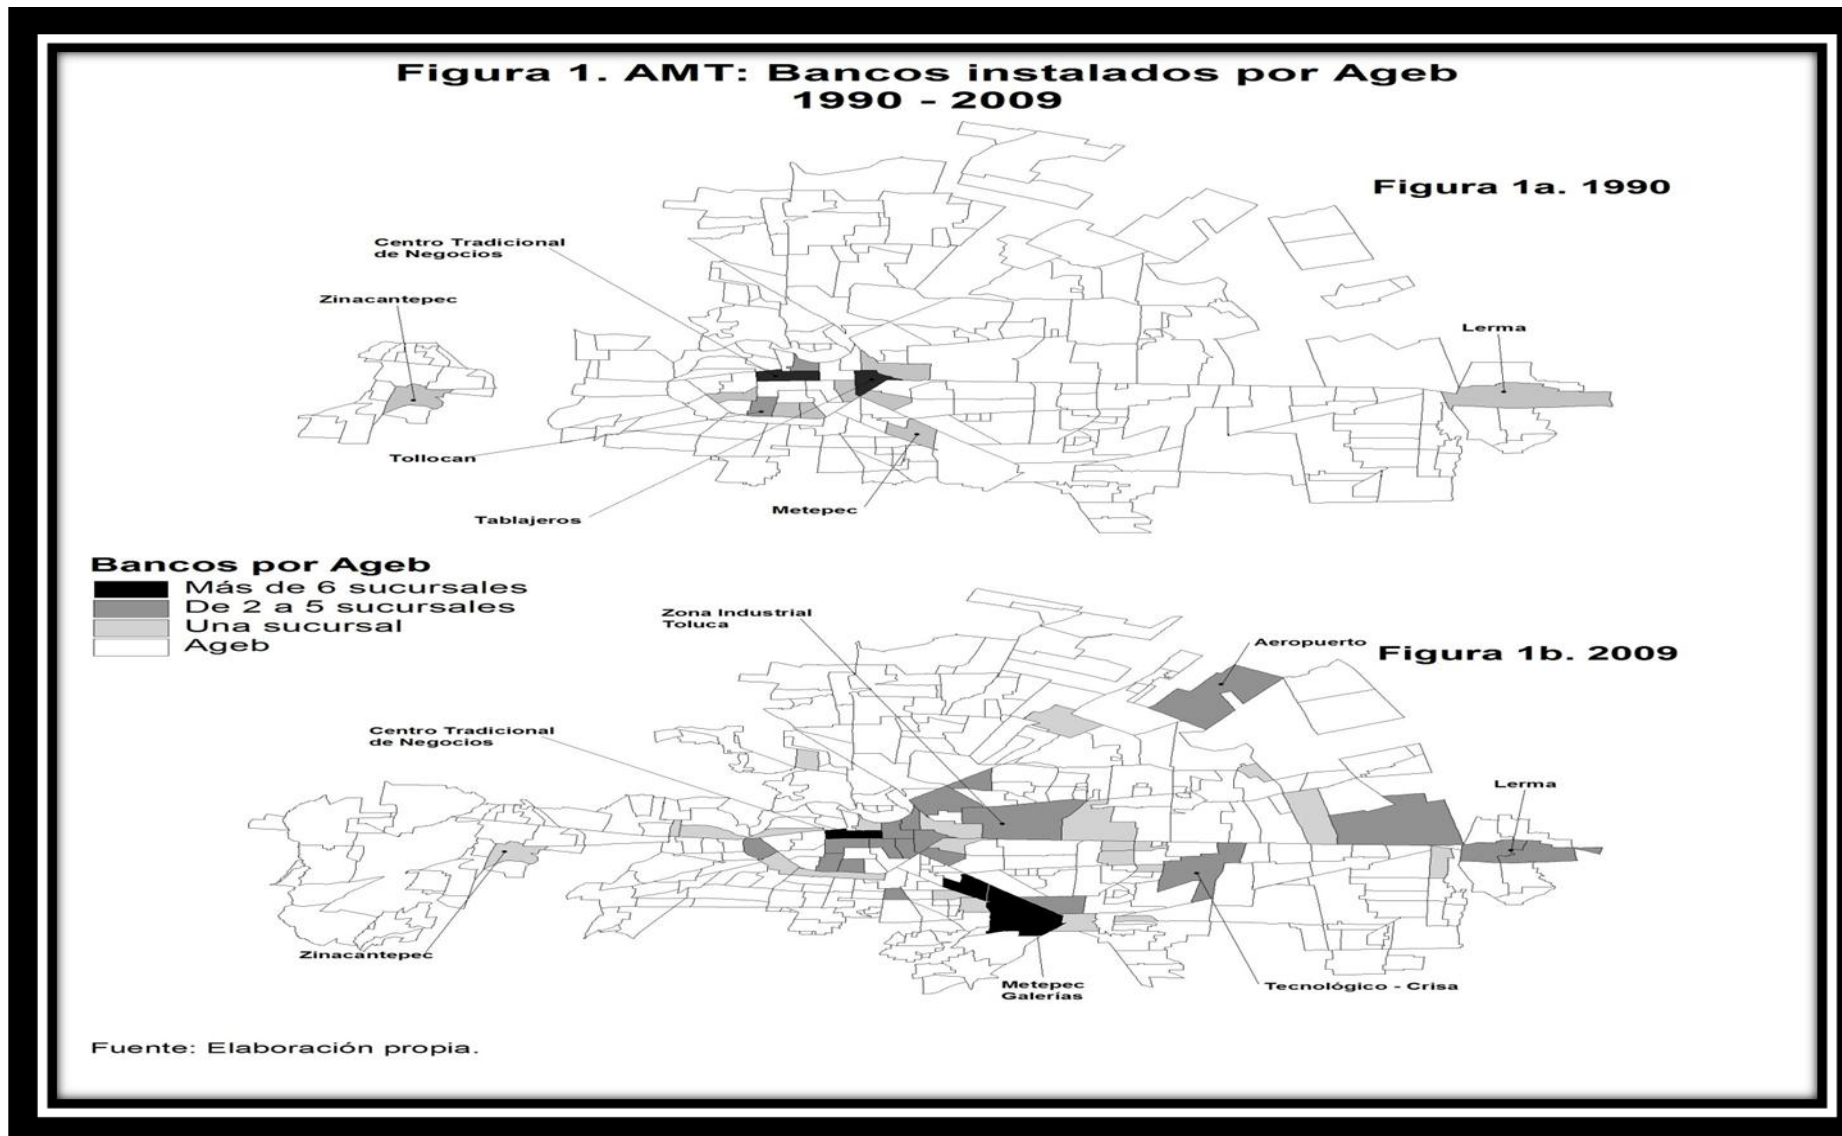 Figura 1. AMT: Bancos instalados por Ageb
1990 - 2009
Figura 1a. 1990
Centro Tradicional
de Negocios
Zinacantepec
Lerma
Tollocan
Tablajeros
Metepec
Bancos por Ageb
Más de 6 sucursales
De 2 a 5 sucursales
Una sucursal
Ageb
Zona Industrial
Toluca
Aeropuerto
Figura 1b. 2009
Centro Tradicional
de Negocios
Lerma
Zinacantepec
Metepec
Galerías
Tecnológico - Crisa
Fuente: Elaboración propia.